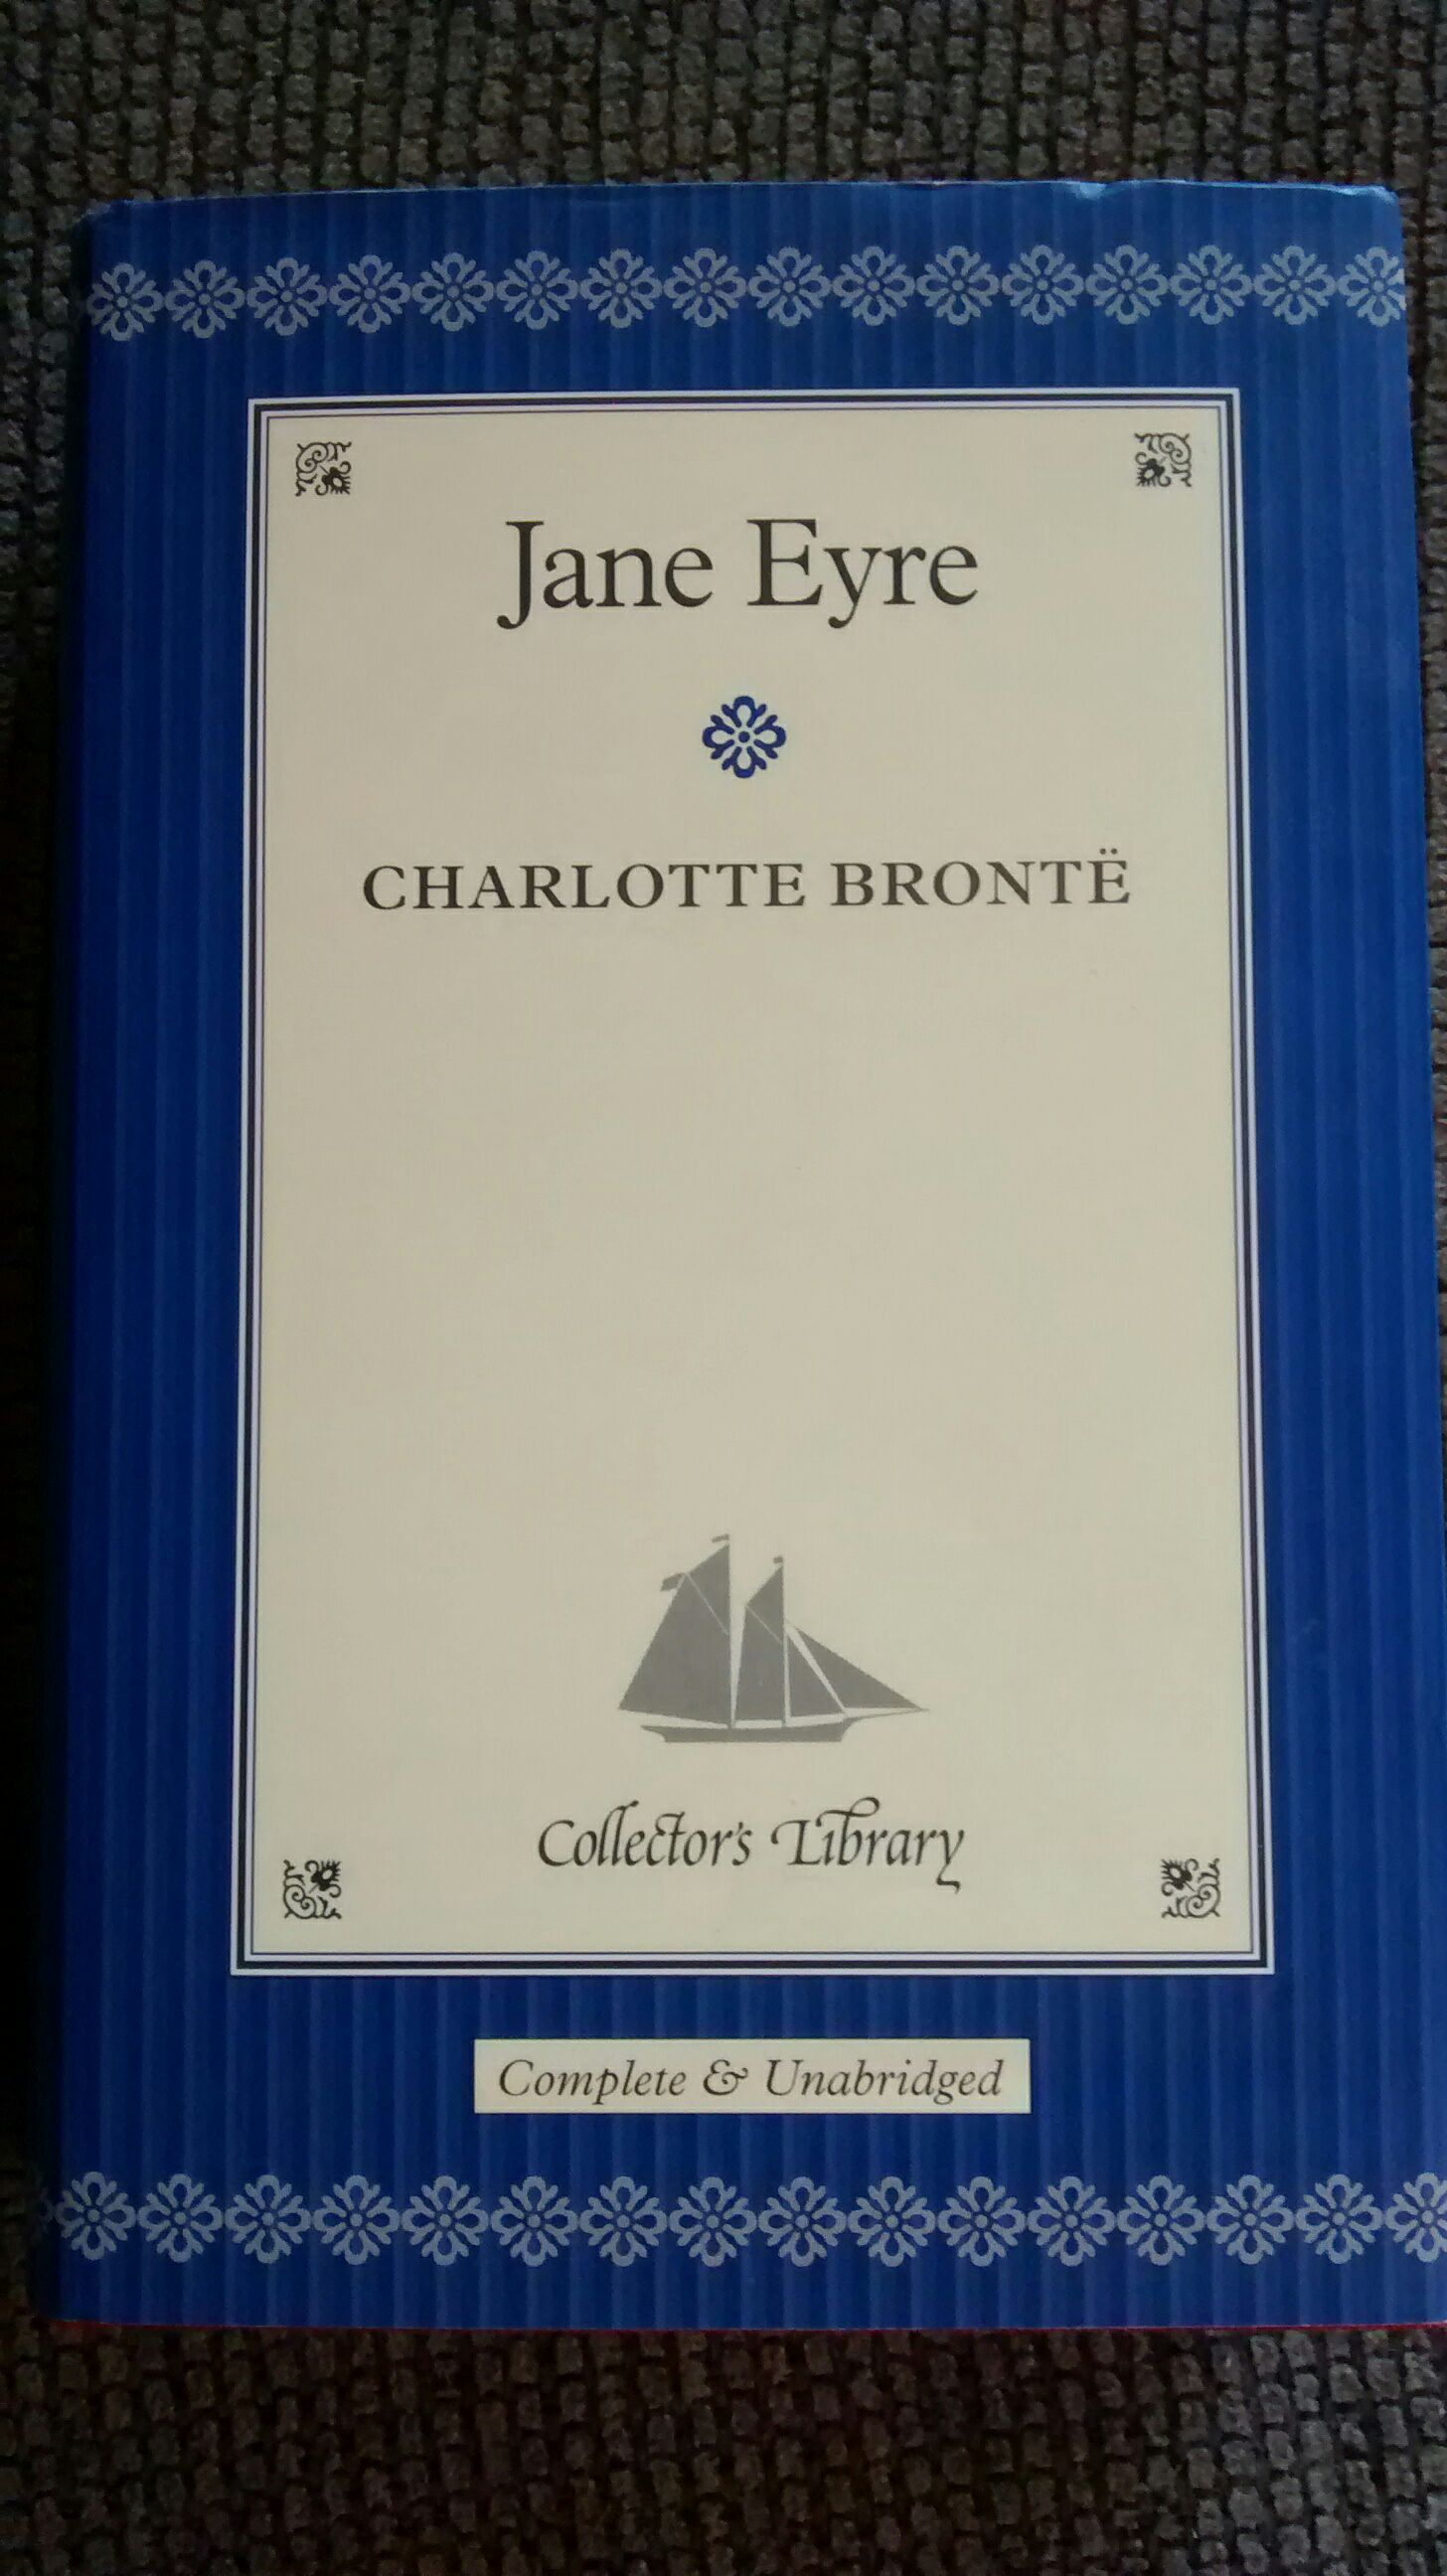 Jane Eyre
CHARLOTTE BRONTË
Collector's Library
Complete & Unabridged